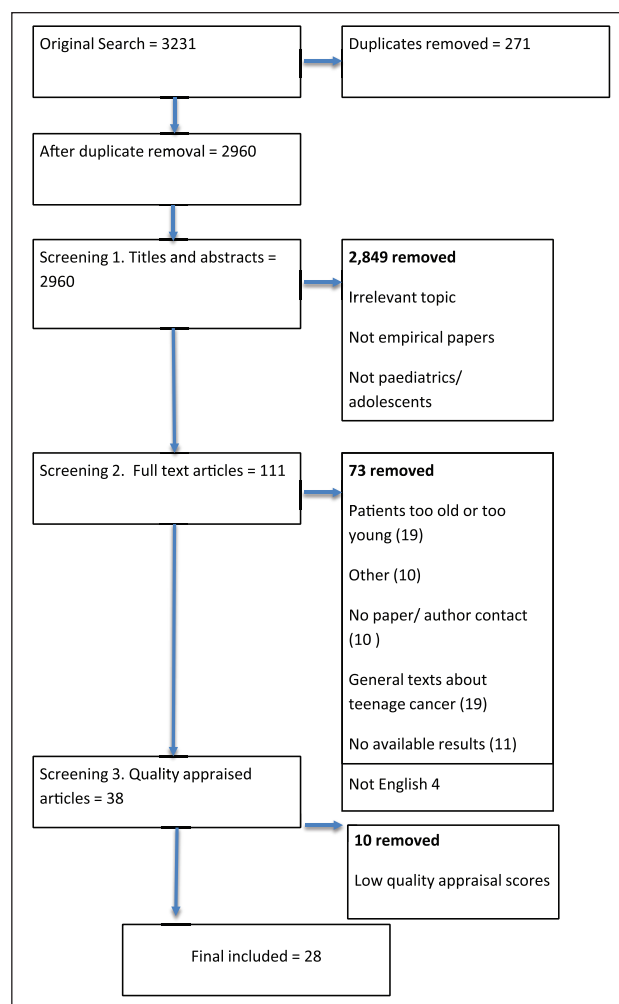 Original Search = 3231
Duplicates removed = 271
After duplicate removal = 2960
Screening 1. Titles and abstracts =
2960
2,849 removed
Irrelevant topic
Not empirical papers
Not paediatrics/
adolescents
Screening 2.  Full text articles = 111
73 removed
Patients too old or too
young (19)
Other (10)
No paper/ author contact
(10 )
General texts about
teenage cancer (19)
No available results (11)
Not English 4
Screening 3. Quality appraised
articles = 38
10 removed
Low quality appraisal scores
Final included = 28